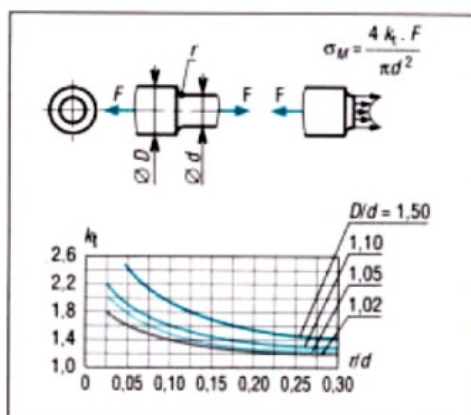 σM = 4 kt . F / πd²
r
F F F
Ø D
Ø d
D/d = 1,50
1,10
1,05
1,02
kt
2,6
2,2
1,8
1,4
1,0
0 0,05 0,10 0,15 0,20 0,25 0,30
r/d